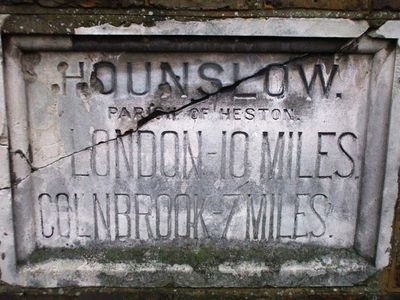 HOUNSLOW.
PARISH OF HESTON.
LONDON-10 MILES.
COLNBROOK-7 MILES.